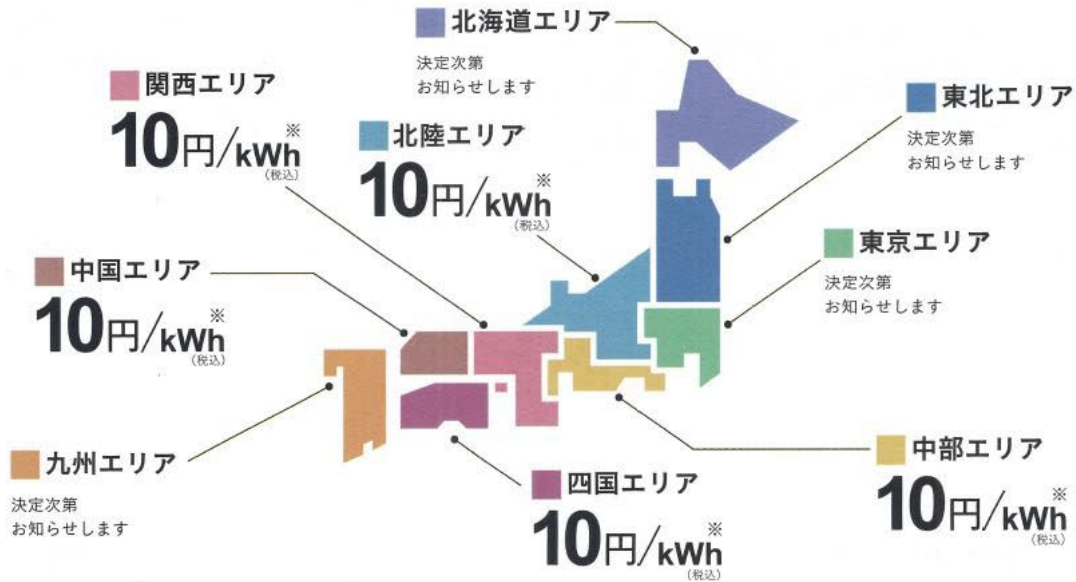 北海道エリア
決定次第
お知らせします
関西エリア
10円/kWh※
(税込)
北陸エリア
10円/kWh※
(税込)
東北エリア
決定次第
お知らせします
東京エリア
決定次第
お知らせします
中国エリア
10円/kWh※
(税込)
九州エリア
決定次第
お知らせします
四国エリア
10円/kWh※
(税込)
中部エリア
10円/kWh※
(税込)